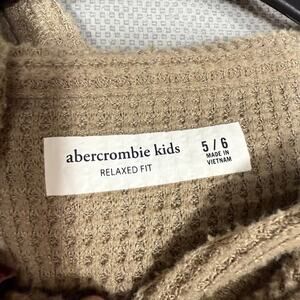 abercrombie kids 5 / 6
RELAXED FIT MADE IN
VIETNAM